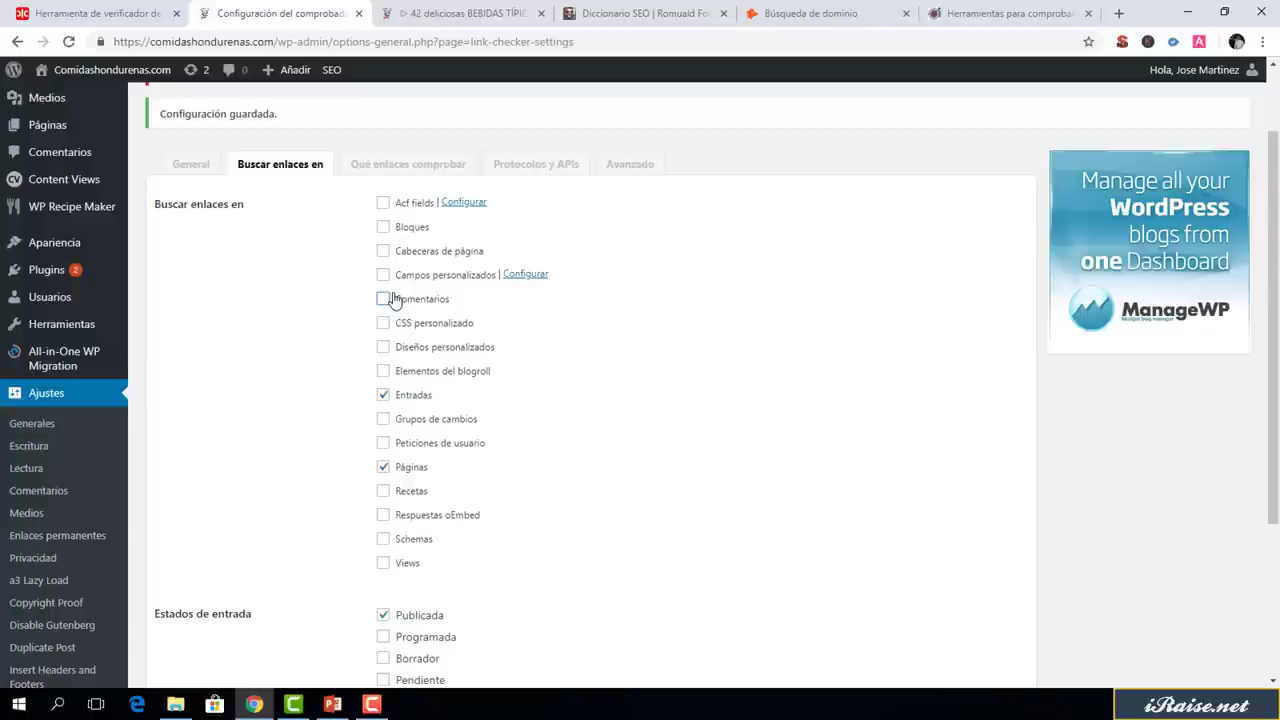 Herramienta de verificador de
Configuración del comprobad
▷ 42 deliciosas BEBIDAS TÍPIC
Diccionario SEO | Romuald Fo
Búsqueda de dominio
Herramientas para comproba
https://comidashondurenas.com/wp-admin/options-general.php?page=link-checker-settings
Comidashondurenas.com
2
0
Añadir
SEO
Hola, Jose Martinez
Medios
Páginas
Comentarios
Content Views
WP Recipe Maker
Apariencia
Plugins 2
Usuarios
Herramientas
All-in-One WP
Migration
Ajustes
Generales
Escritura
Lectura
Comentarios
Medios
Enlaces permanentes
Privacidad
a3 Lazy Load
Copyright Proof
Disable Gutenberg
Duplicate Post
Insert Headers and
Footers
Configuración guardada.
General
Buscar enlaces en
Qué enlaces comprobar
Protocolos y APIs
Avanzado
Buscar enlaces en
Acf fields | Configurar
Bloques
Cabeceras de página
Campos personalizados | Configurar
Comentarios
CSS personalizado
Diseños personalizados
Elementos del blogroll
Entradas
Grupos de cambios
Peticiones de usuario
Páginas
Recetas
Respuestas oEmbed
Schemas
Views
Estados de entrada
Publicada
Programada
Borrador
Pendiente
Manage all your
WordPress
blogs from
one Dashboard
ManageWP
iRaise.net